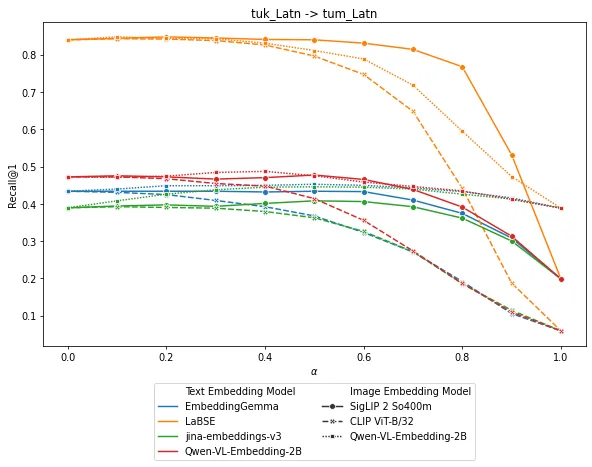 tuk_Latn -> tum_Latn
Recall@1
0.8
0.7
0.6
0.5
0.4
0.3
0.2
0.1
0.0 0.2 0.4 0.6 0.8 1.0
α
Text Embedding Model Image Embedding Model
EmbeddingGemma SigLIP 2 So400m
LaBSE CLIP ViT-B/32
jina-embeddings-v3 Qwen-VL-Embedding-2B
Qwen-VL-Embedding-2B